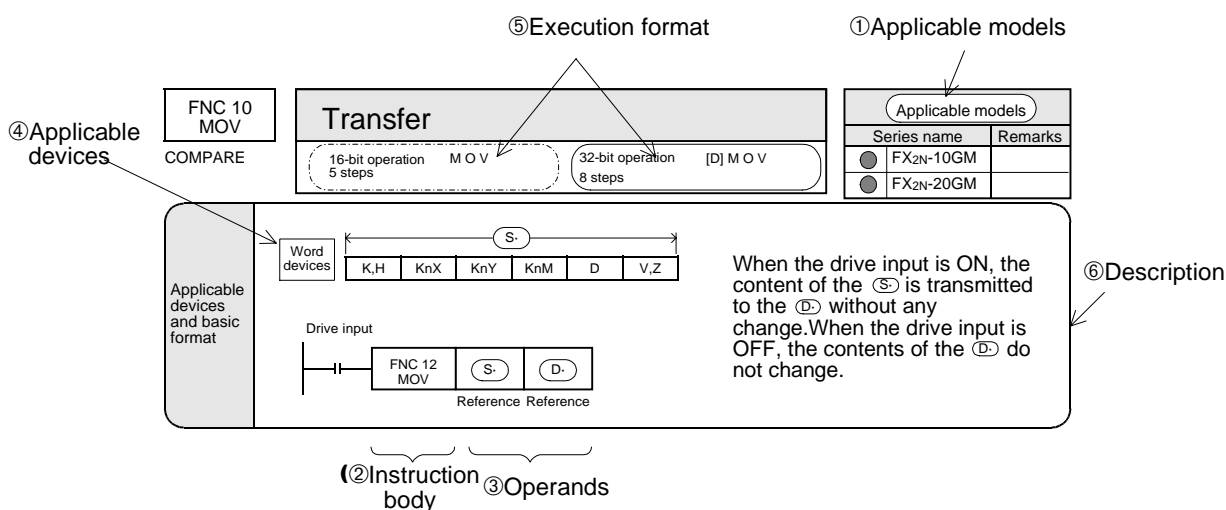 ⑤Execution format
①Applicable models
④Applicable
devices
FNC 10
MOV
COMPARE
Transfer
16-bit operation M O V
5 steps
32-bit operation [D] M O V
8 steps
Applicable models
Series name Remarks
FX2N-10GM
FX2N-20GM
Applicable
devices
and basic
format
Word
devices
S·
K,H KnX KnY KnM D V,Z
Drive input
FNC 12
MOV
S· D·
Reference Reference
When the drive input is ON, the
content of the S· is transmitted
to the D· without any
change.When the drive input is
OFF, the contents of the D· do
not change.
⑥Description
(②Instruction
body
③Operands